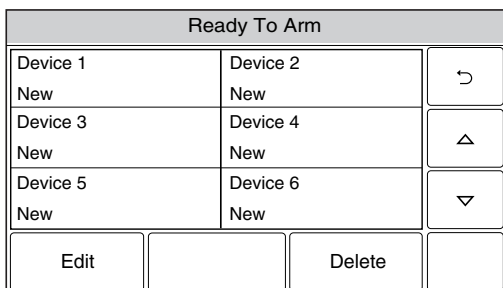 Ready To Arm
Device 1
New
Device 2
New
Device 3
New
Device 4
New
Device 5
New
Device 6
New
Edit
Delete